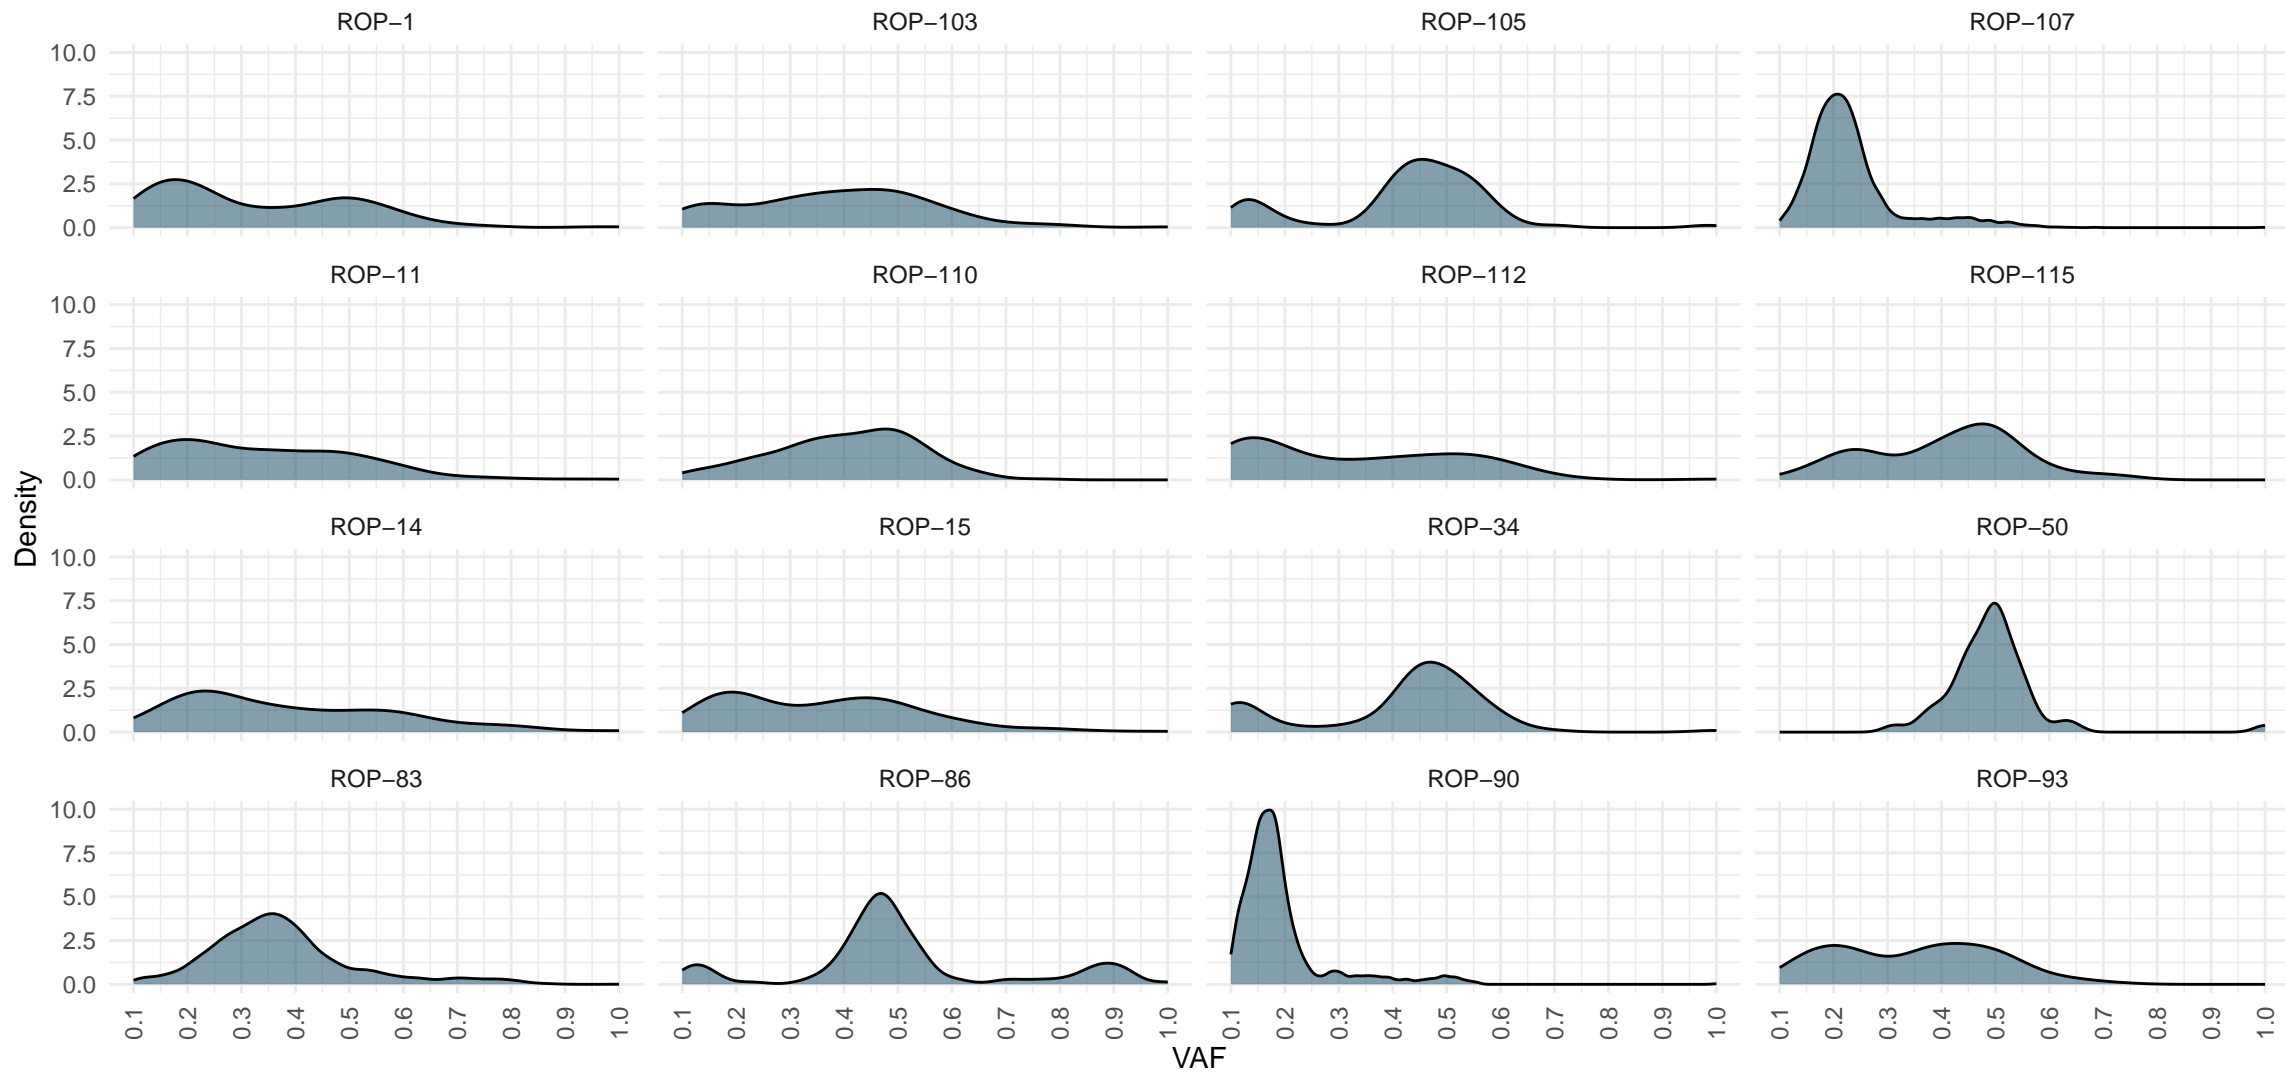 ROP−1 ROP−103 ROP−105 ROP−107
10.0
7.5
5.0
2.5
0.0
ROP−11 ROP−110 ROP−112 ROP−115
10.0
7.5
5.0
2.5
0.0
Density
ROP−14 ROP−15 ROP−34 ROP−50
10.0
7.5
5.0
2.5
0.0
ROP−83 ROP−86 ROP−90 ROP−93
10.0
7.5
5.0
2.5
0.0
0.1 0.2 0.3 0.4 0.5 0.6 0.7 0.8 0.9 1.0 0.1 0.2 0.3 0.4 0.5 0.6 0.7 0.8 0.9 1.0 0.1 0.2 0.3 0.4 0.5 0.6 0.7 0.8 0.9 1.0 0.1 0.2 0.3 0.4 0.5 0.6 0.7 0.8 0.9 1.0
VAF